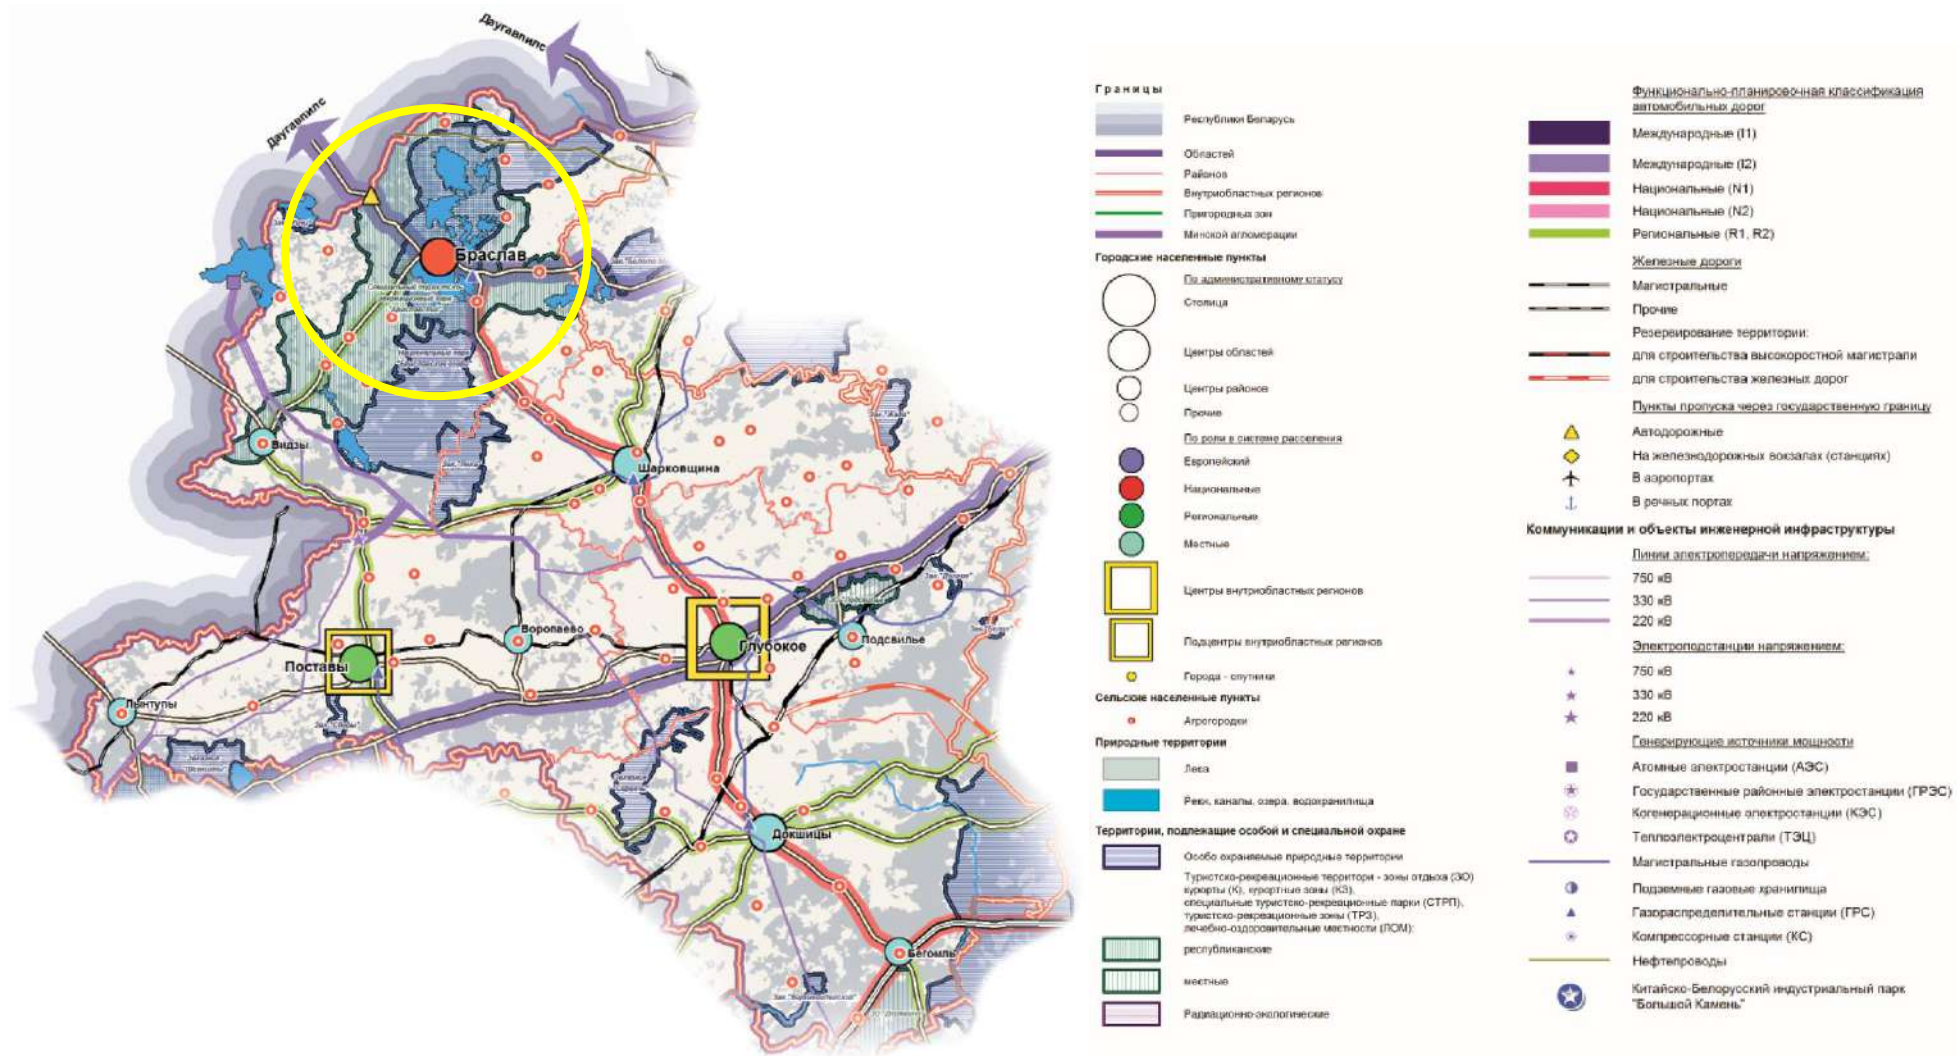 Даугавпилс
Даугавпилс
Браслав
Видзы
Шарковщина
Воропаево
Глубокое
Подсвилье
Поставы
Лынтупы
Докшицы
Бегомль
Границы
Республики Беларусь
Областей
Районов
Внутриобластных регионов
Пригородных зон
Минской агломерации
Городские населенные пункты
По административному статусу
Столица
Центры областей
Центры районов
Прочие
По роли в системе расселения
Европейский
Национальные
Региональные
Местные
Центры внутриобластных регионов
Подцентры внутриобластных регионов
Города - спутники
Сельские населенные пункты
Агрогородки
Природные территории
Леса
Реки, каналы, озера, водохранилища
Территории, подлежащие особой и специальной охране
Особо охраняемые природные территории
Туристско-рекреационные территори - зоны отдыха (ЗО)
курорты (К), курортные зоны (КЗ),
специальные туристско-рекреационные парки (СТРП),
туристско-рекреационные зоны (ТРЗ),
лечебно-оздоровительные местности (ЛОМ):
республиканские
местные
Радиационно-экологические
Функционально-планировочная классификация
автомобильных дорог
Международные (I1)
Международные (I2)
Национальные (N1)
Национальные (N2)
Региональные (R1, R2)
Железные дороги
Магистральные
Прочие
Резервирование территории:
для строительства высокоростной магистрали
для строительства железных дорог
Пункты пропуска через государственную границу
Автодорожные
На железнодорожных вокзалах (станциях)
В аэропортах
В речных портах
Коммуникации и объекты инженерной инфраструктуры
Линии электропередачи напряжением:
750 кВ
330 кВ
220 кВ
Электроподстанции напряжением:
750 кВ
330 кВ
220 кВ
Генерирующие источники мощности
Атомные электростанции (АЭС)
Государственные районные электростанции (ГРЭС)
Когенерационные электростанции (КЭС)
Теплоэлектроцентрали (ТЭЦ)
Магистральные газопроводы
Подземные газовые хранилища
Газораспределительные станции (ГРС)
Компрессорные станции (КС)
Нефтепроводы
Китайско-Белорусский индустриальный парк
"Большой Камень"